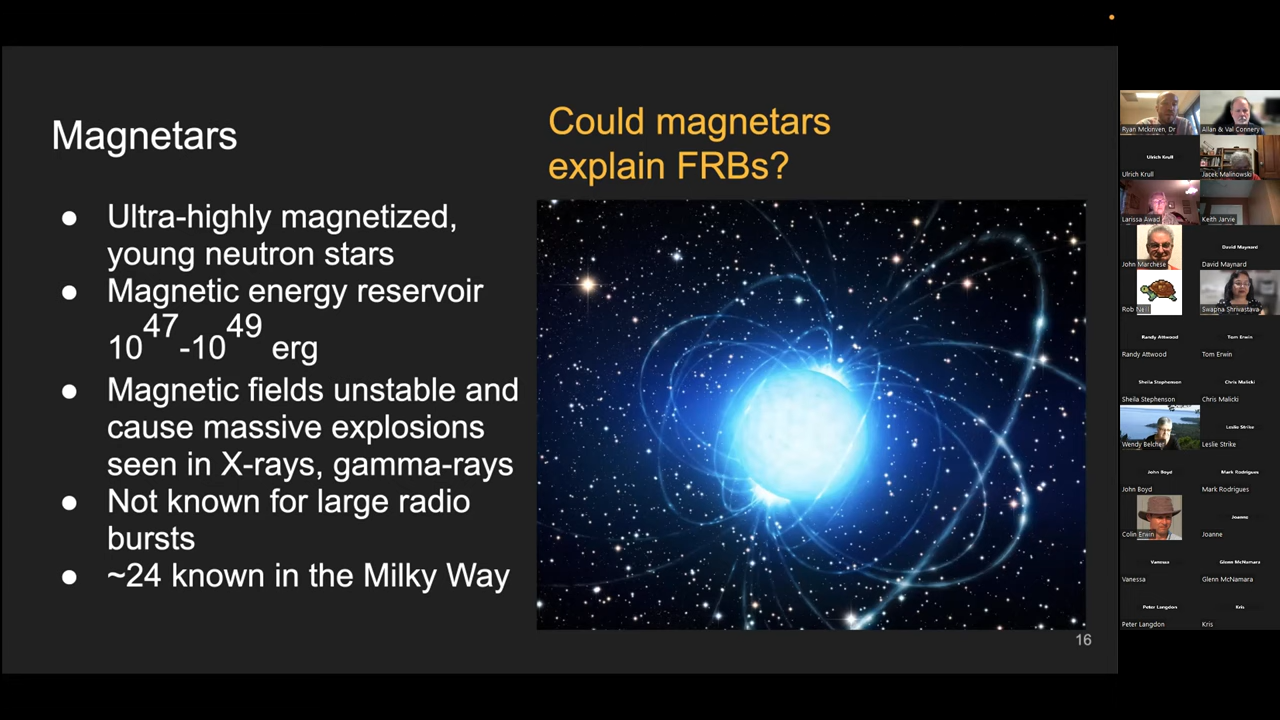 Magnetars
● Ultra-highly magnetized,
young neutron stars
● Magnetic energy reservoir
10^47-10^49 erg
● Magnetic fields unstable and
cause massive explosions
seen in X-rays, gamma-rays
● Not known for large radio
bursts
● ~24 known in the Milky Way
Could magnetars
explain FRBs?
16
Ryan Mckinven, Dr
Allan & Val Connery
Ulrich Krull
Ulrich Krull
Jacek Malinowski
Larissa Awad
Keith Jarvie
John Marchese
David Maynard
David Maynard
Rob Neill
Swapna Shrivastava
Randy Attwood
Tom Erwin
Randy Attwood
Tom Erwin
Sheila Stephenson
Chris Malicki
Sheila Stephenson
Chris Malicki
Leslie Strike
Wendy Belcher
Leslie Strike
John Boyd
Mark Rodrigues
John Boyd
Mark Rodrigues
Joanne
Colin Erwin
Joanne
Vanessa
Glenn McNamara
Vanessa
Glenn McNamara
Peter Langdon
Kris
Peter Langdon
Kris